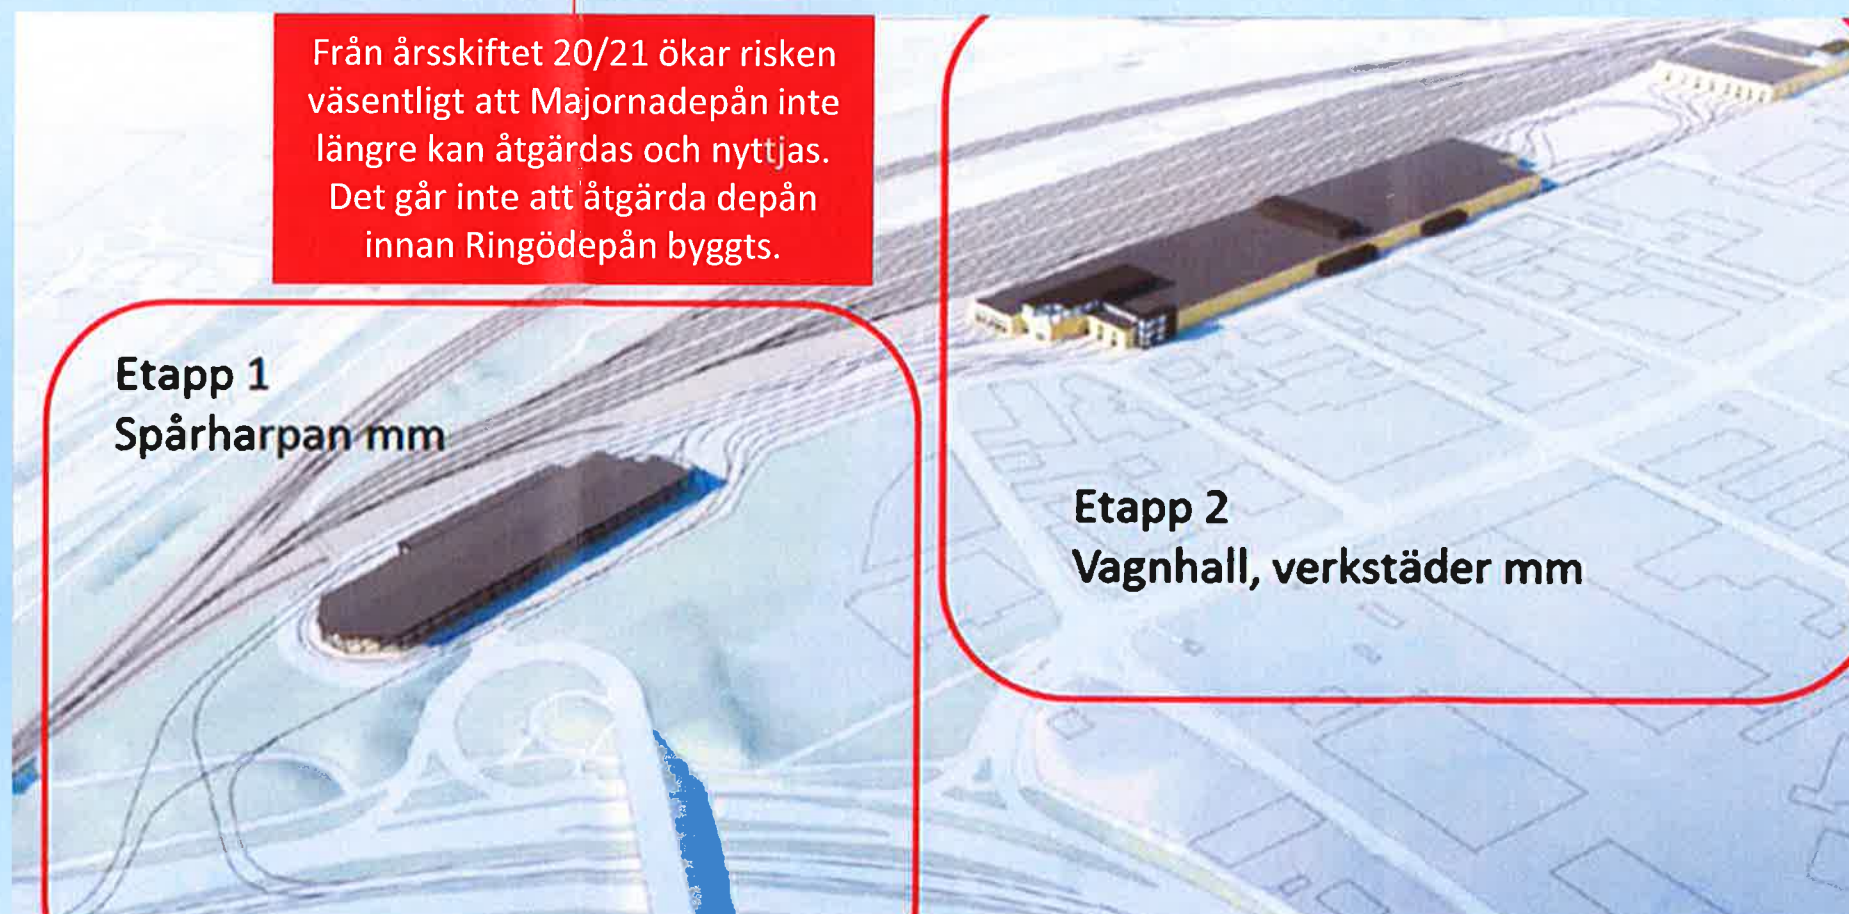 Från årsskiftet 20/21 ökar risken
väsentligt att Majornadepån inte
längre kan åtgärdas och nyttjas.
Det går inte att åtgärda depån
innan Ringödepån byggts.
Etapp 1
Spårharpan mm
Etapp 2
Vagnhall, verkstäder mm